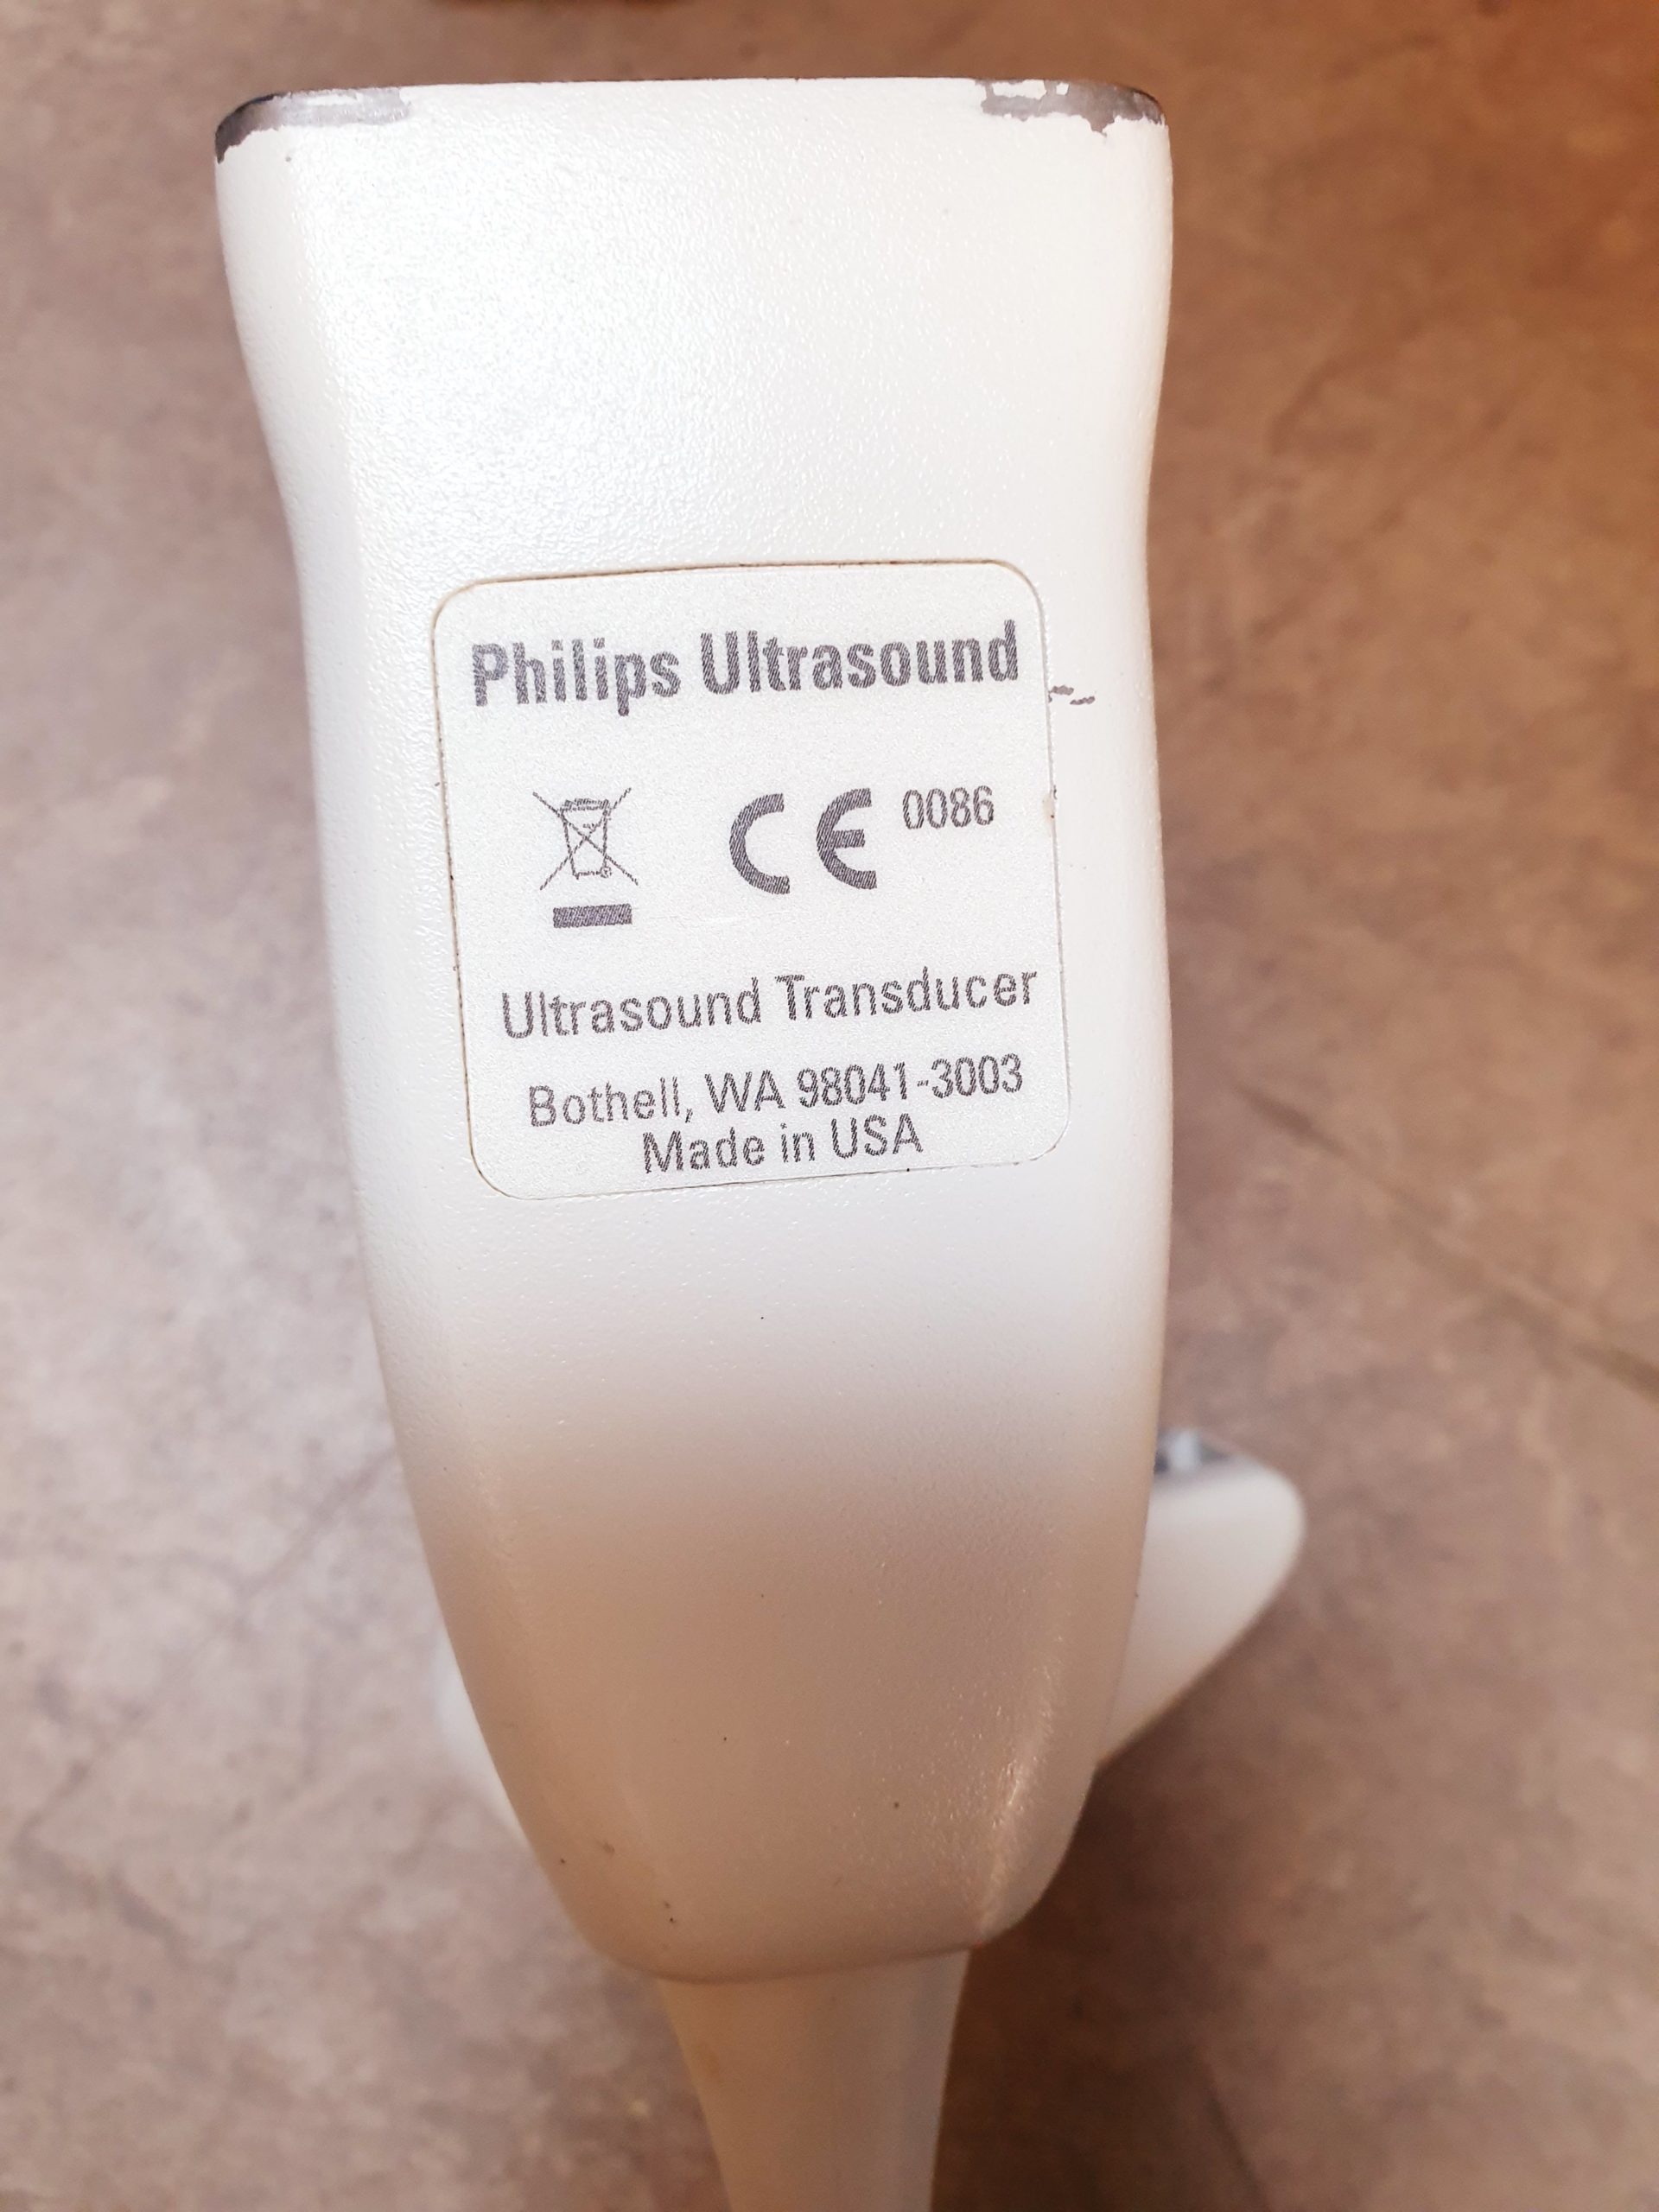 Philips Ultrasound
CE 0086
Ultrasound Transducer
Bothell, WA 98041-3003
Made in USA